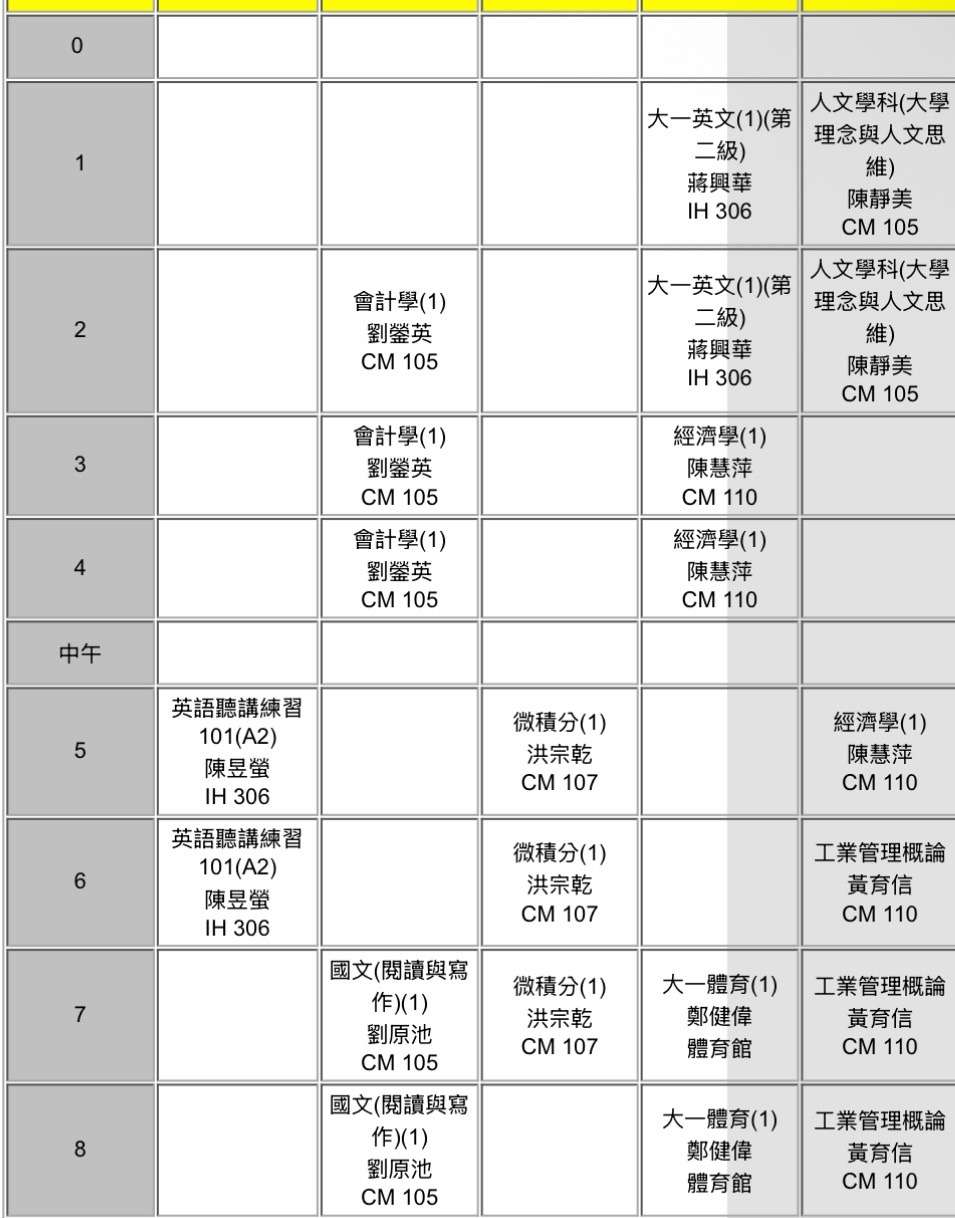 0
1
大一英文(1)(第
二級)
蔣興華
IH 306
人文學科(大學
理念與人文思
維)
陳靜美
CM 105
2
會計學(1)
劉鎣英
CM 105
大一英文(1)(第
二級)
蔣興華
IH 306
人文學科(大學
理念與人文思
維)
陳靜美
CM 105
3
會計學(1)
劉鎣英
CM 105
經濟學(1)
陳慧萍
CM 110
4
會計學(1)
劉鎣英
CM 105
經濟學(1)
陳慧萍
CM 110
中午
5
英語聽講練習
101(A2)
陳昱螢
IH 306
微積分(1)
洪宗乾
CM 107
經濟學(1)
陳慧萍
CM 110
6
英語聽講練習
101(A2)
陳昱螢
IH 306
微積分(1)
洪宗乾
CM 107
工業管理概論
黃育信
CM 110
7
國文(閱讀與寫
作)(1)
劉原池
CM 105
微積分(1)
洪宗乾
CM 107
大一體育(1)
鄭健偉
體育館
工業管理概論
黃育信
CM 110
8
國文(閱讀與寫
作)(1)
劉原池
CM 105
大一體育(1)
鄭健偉
體育館
工業管理概論
黃育信
CM 110